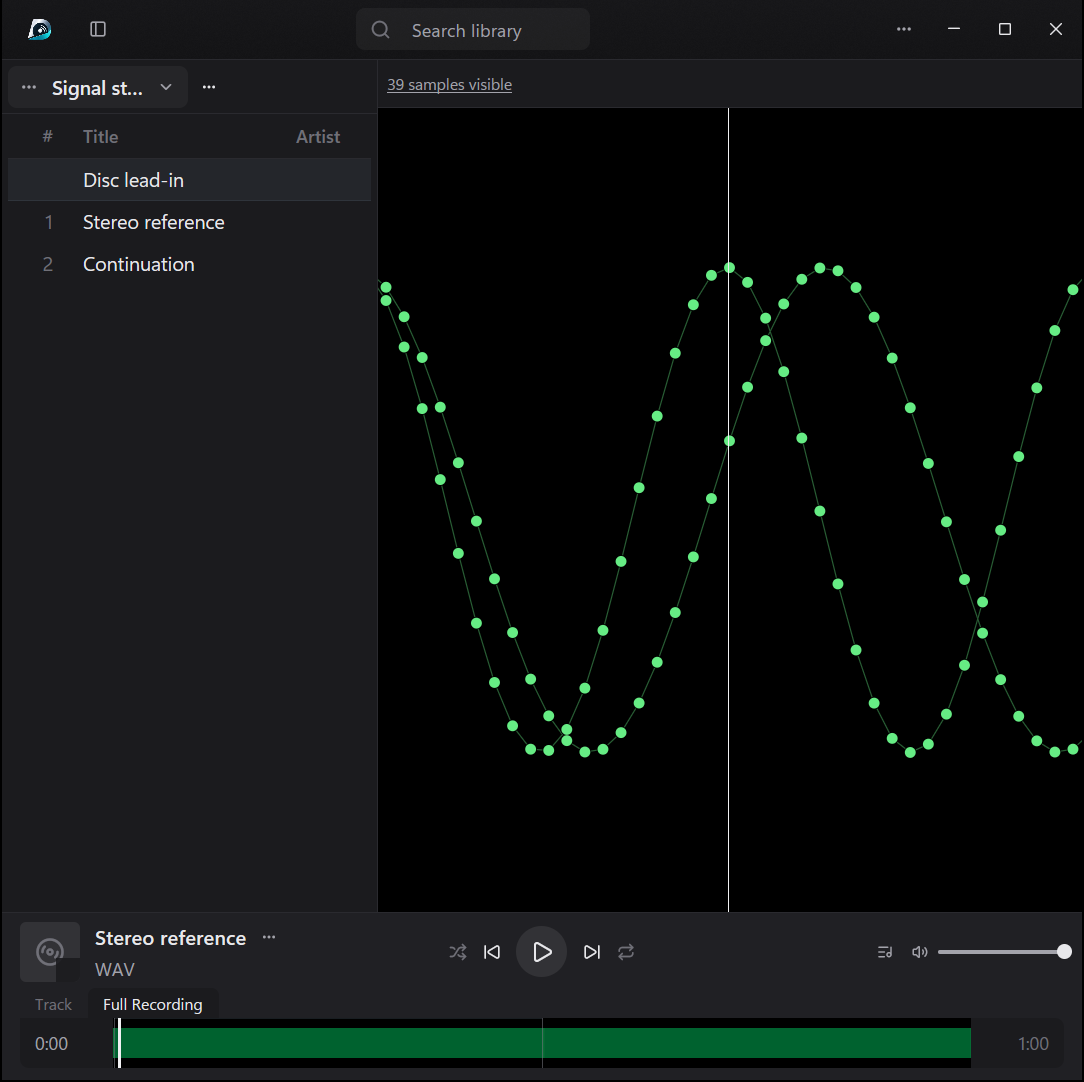 Search library
Signal st...
39 samples visible
# Title Artist
Disc lead-in
1 Stereo reference
2 Continuation
Stereo reference
WAV
Track Full Recording
0:00 1:00